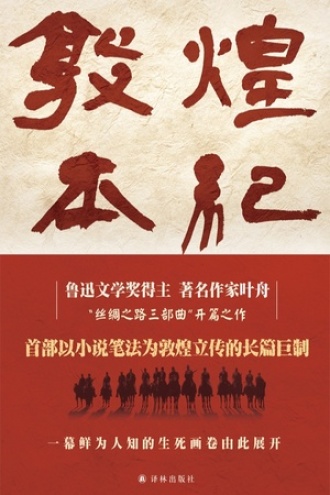 敦煌
本纪
鲁迅文学奖得主 著名作家叶舟
“丝绸之路三部曲”开篇之作
首部以小说笔法为敦煌立传的长篇巨制
一幕鲜为人知的生死画卷由此展开
译林出版社